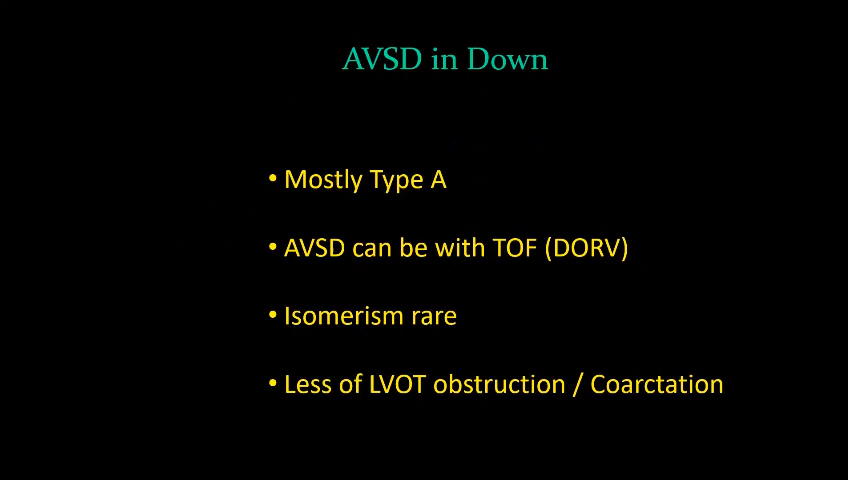 AVSD in Down
• Mostly Type A
• AVSD can be with TOF (DORV)
• Isomerism rare
• Less of LVOT obstruction / Coarctation